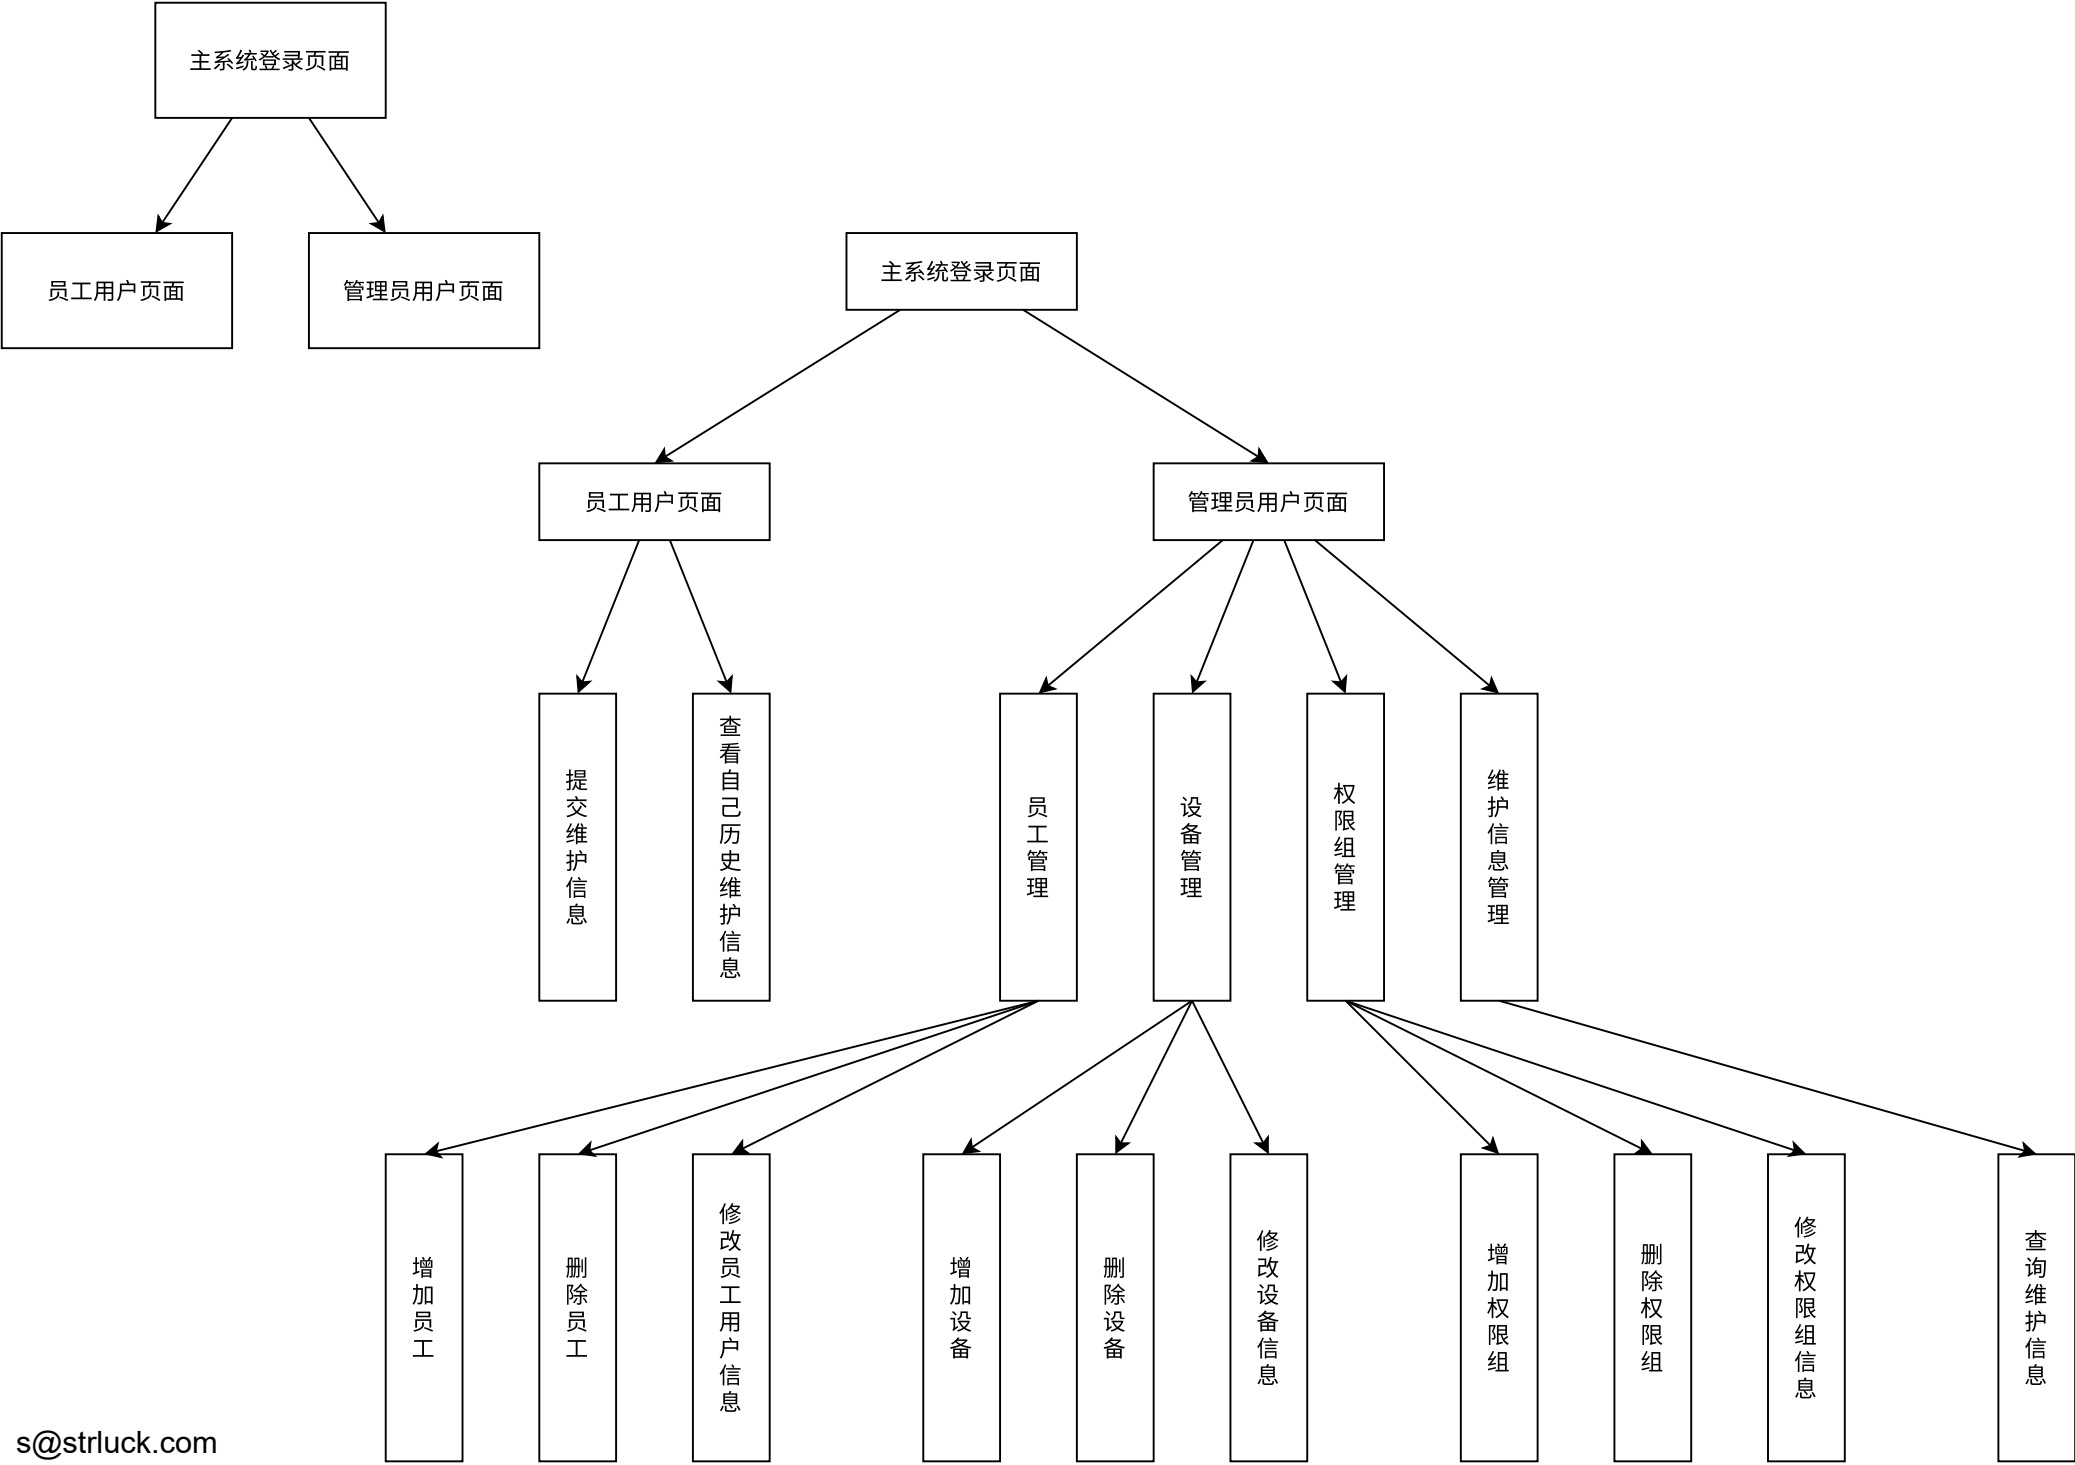 主系统登录页面
员工用户页面
管理员用户页面
主系统登录页面
员工用户页面
管理员用户页面
提交维护信息
查看自己历史维护信息
员工管理
设备管理
权限组管理
维护信息管理
增加员工
删除员工
修改员工用户信息
增加设备
删除设备
修改设备信息
增加权限组
删除权限组
修改权限组信息
查询维护信息
s@strluck.com